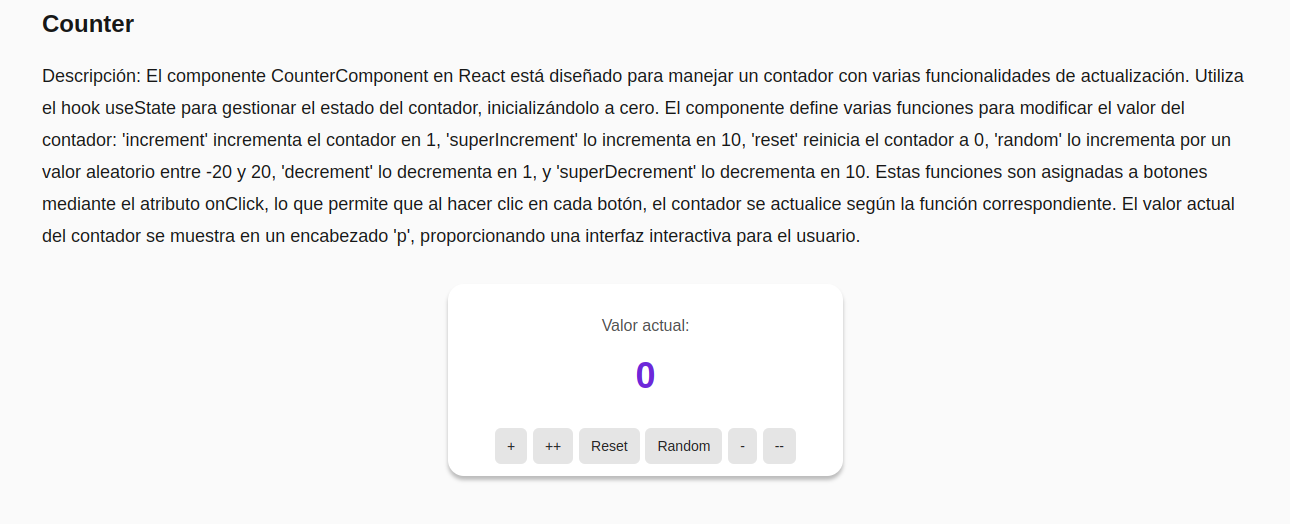 Counter
Descripción: El componente CounterComponent en React está diseñado para manejar un contador con varias funcionalidades de actualización. Utiliza
el hook useState para gestionar el estado del contador, inicializándolo a cero. El componente define varias funciones para modificar el valor del
contador: 'increment' incrementa el contador en 1, 'superIncrement' lo incrementa en 10, 'reset' reinicia el contador a 0, 'random' lo incrementa por un
valor aleatorio entre -20 y 20, 'decrement' lo decrementa en 1, y 'superDecrement' lo decrementa en 10. Estas funciones son asignadas a botones
mediante el atributo onClick, lo que permite que al hacer clic en cada botón, el contador se actualice según la función correspondiente. El valor actual
del contador se muestra en un encabezado 'p', proporcionando una interfaz interactiva para el usuario.
Valor actual:
0
+ ++ Reset Random - --